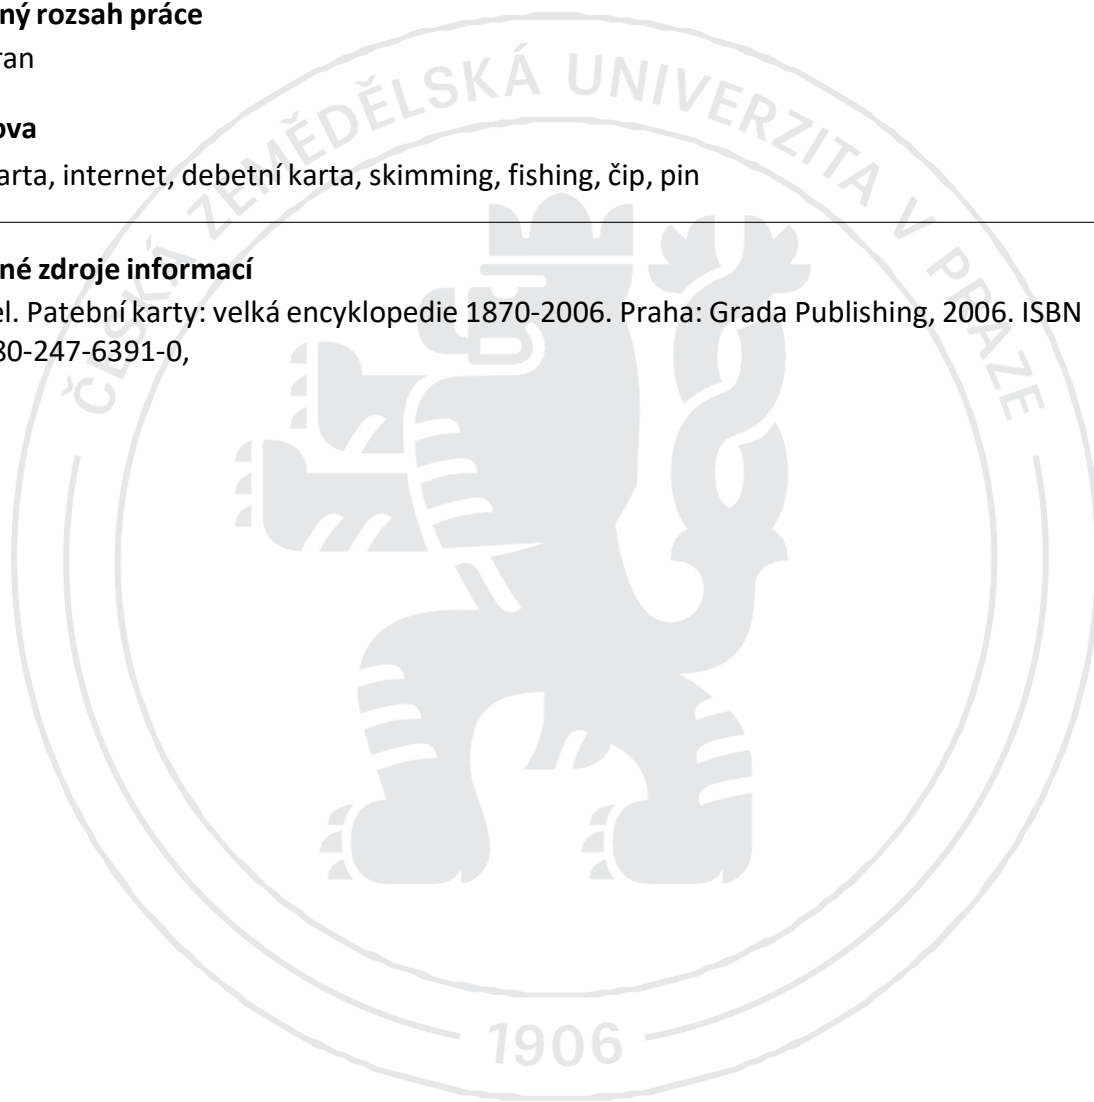 ný rozsah práce
ran
ova
arta, internet, debetní karta, skimming, fishing, čip, pin
né zdroje informací
el. Patební karty: velká encyklopedie 1870-2006. Praha: Grada Publishing, 2006. ISBN
80-247-6391-0,
ČESKÁ ZEMĚDĚLSKÁ UNIVERZITA V PRAZE
1906